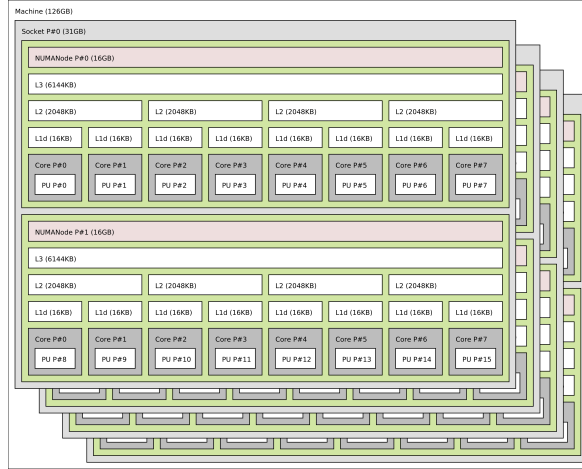 Machine (126GB)
Socket P#0 (31GB)
NUMANode P#0 (16GB)
L3 (6144KB)
L2 (2048KB) L2 (2048KB) L2 (2048KB) L2 (2048KB)
L1d (16KB) L1d (16KB) L1d (16KB) L1d (16KB) L1d (16KB) L1d (16KB) L1d (16KB) L1d (16KB)
Core P#0 Core P#1 Core P#2 Core P#3 Core P#4 Core P#5 Core P#6 Core P#7
PU P#0 PU P#1 PU P#2 PU P#3 PU P#4 PU P#5 PU P#6 PU P#7
NUMANode P#1 (16GB)
L3 (6144KB)
L2 (2048KB) L2 (2048KB) L2 (2048KB) L2 (2048KB)
L1d (16KB) L1d (16KB) L1d (16KB) L1d (16KB) L1d (16KB) L1d (16KB) L1d (16KB) L1d (16KB)
Core P#0 Core P#1 Core P#2 Core P#3 Core P#4 Core P#5 Core P#6 Core P#7
PU P#8 PU P#9 PU P#10 PU P#11 PU P#12 PU P#13 PU P#14 PU P#15